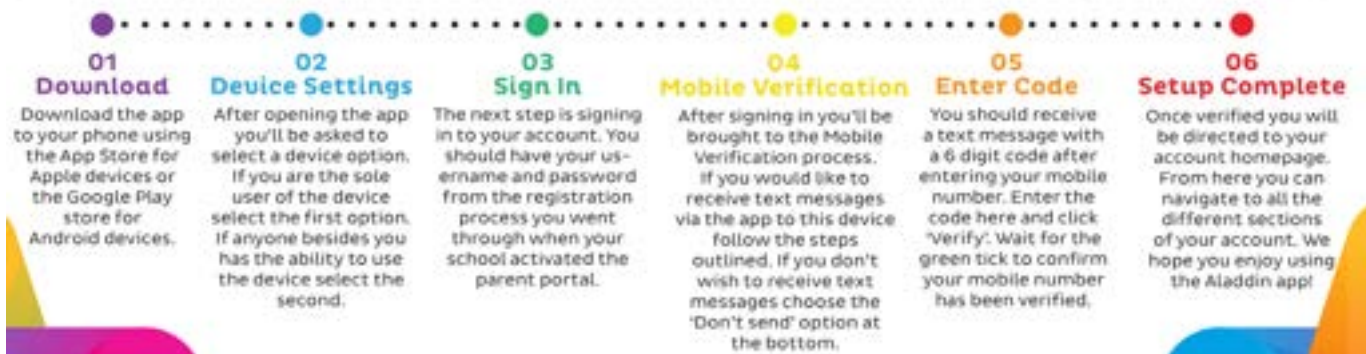 01
Download
Download the app
to your phone using
the App Store for
Apple devices or
the Google Play
store for
Android devices.
02
Device Settings
After opening the app
you'll be asked to
select a device option.
If you are the sole
user of the device
select the first option.
If anyone besides you
has the ability to use
the device select the
second.
03
Sign In
The next step is signing
in to your account. You
should have your us-
ername and password
from the registration
process you went
through when your
school activated the
parent portal.
04
Mobile Verification
After signing in you'll be
brought to the Mobile
Verification process.
If you would like to
receive text messages
via the app to this device
follow the steps
outlined. If you don't
wish to receive text
messages choose the
'Don't send' option at
the bottom.
05
Enter Code
You should receive
a text message with
a 6 digit code after
entering your mobile
number. Enter the
code here and click
'Verify'. Wait for the
green tick to confirm
your mobile number
has been verified.
06
Setup Complete
Once verified you will
be directed to your
account homepage.
From here you can
navigate to all the
different sections
of your account. We
hope you enjoy using
the Aladdin app!